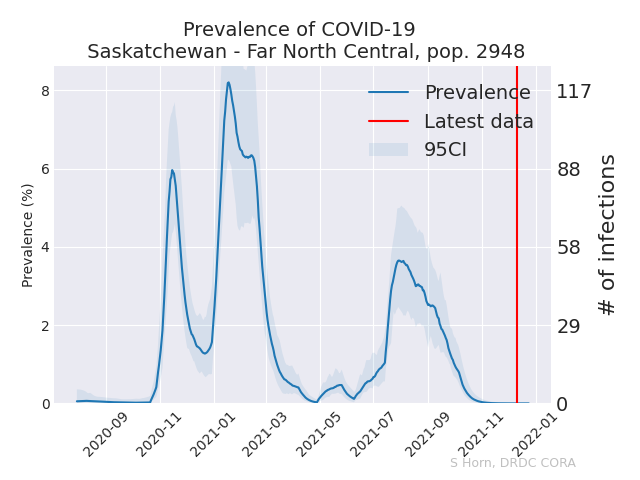 Prevalence of COVID-19
Saskatchewan - Far North Central, pop. 2948
Prevalence (%)
8
6
4
2
0
117
88
58
29
0
# of infections
Prevalence
Latest data
95CI
2020-09
2020-11
2021-01
2021-03
2021-05
2021-07
2021-09
2021-11
2022-01
S Horn, DRDC CORA